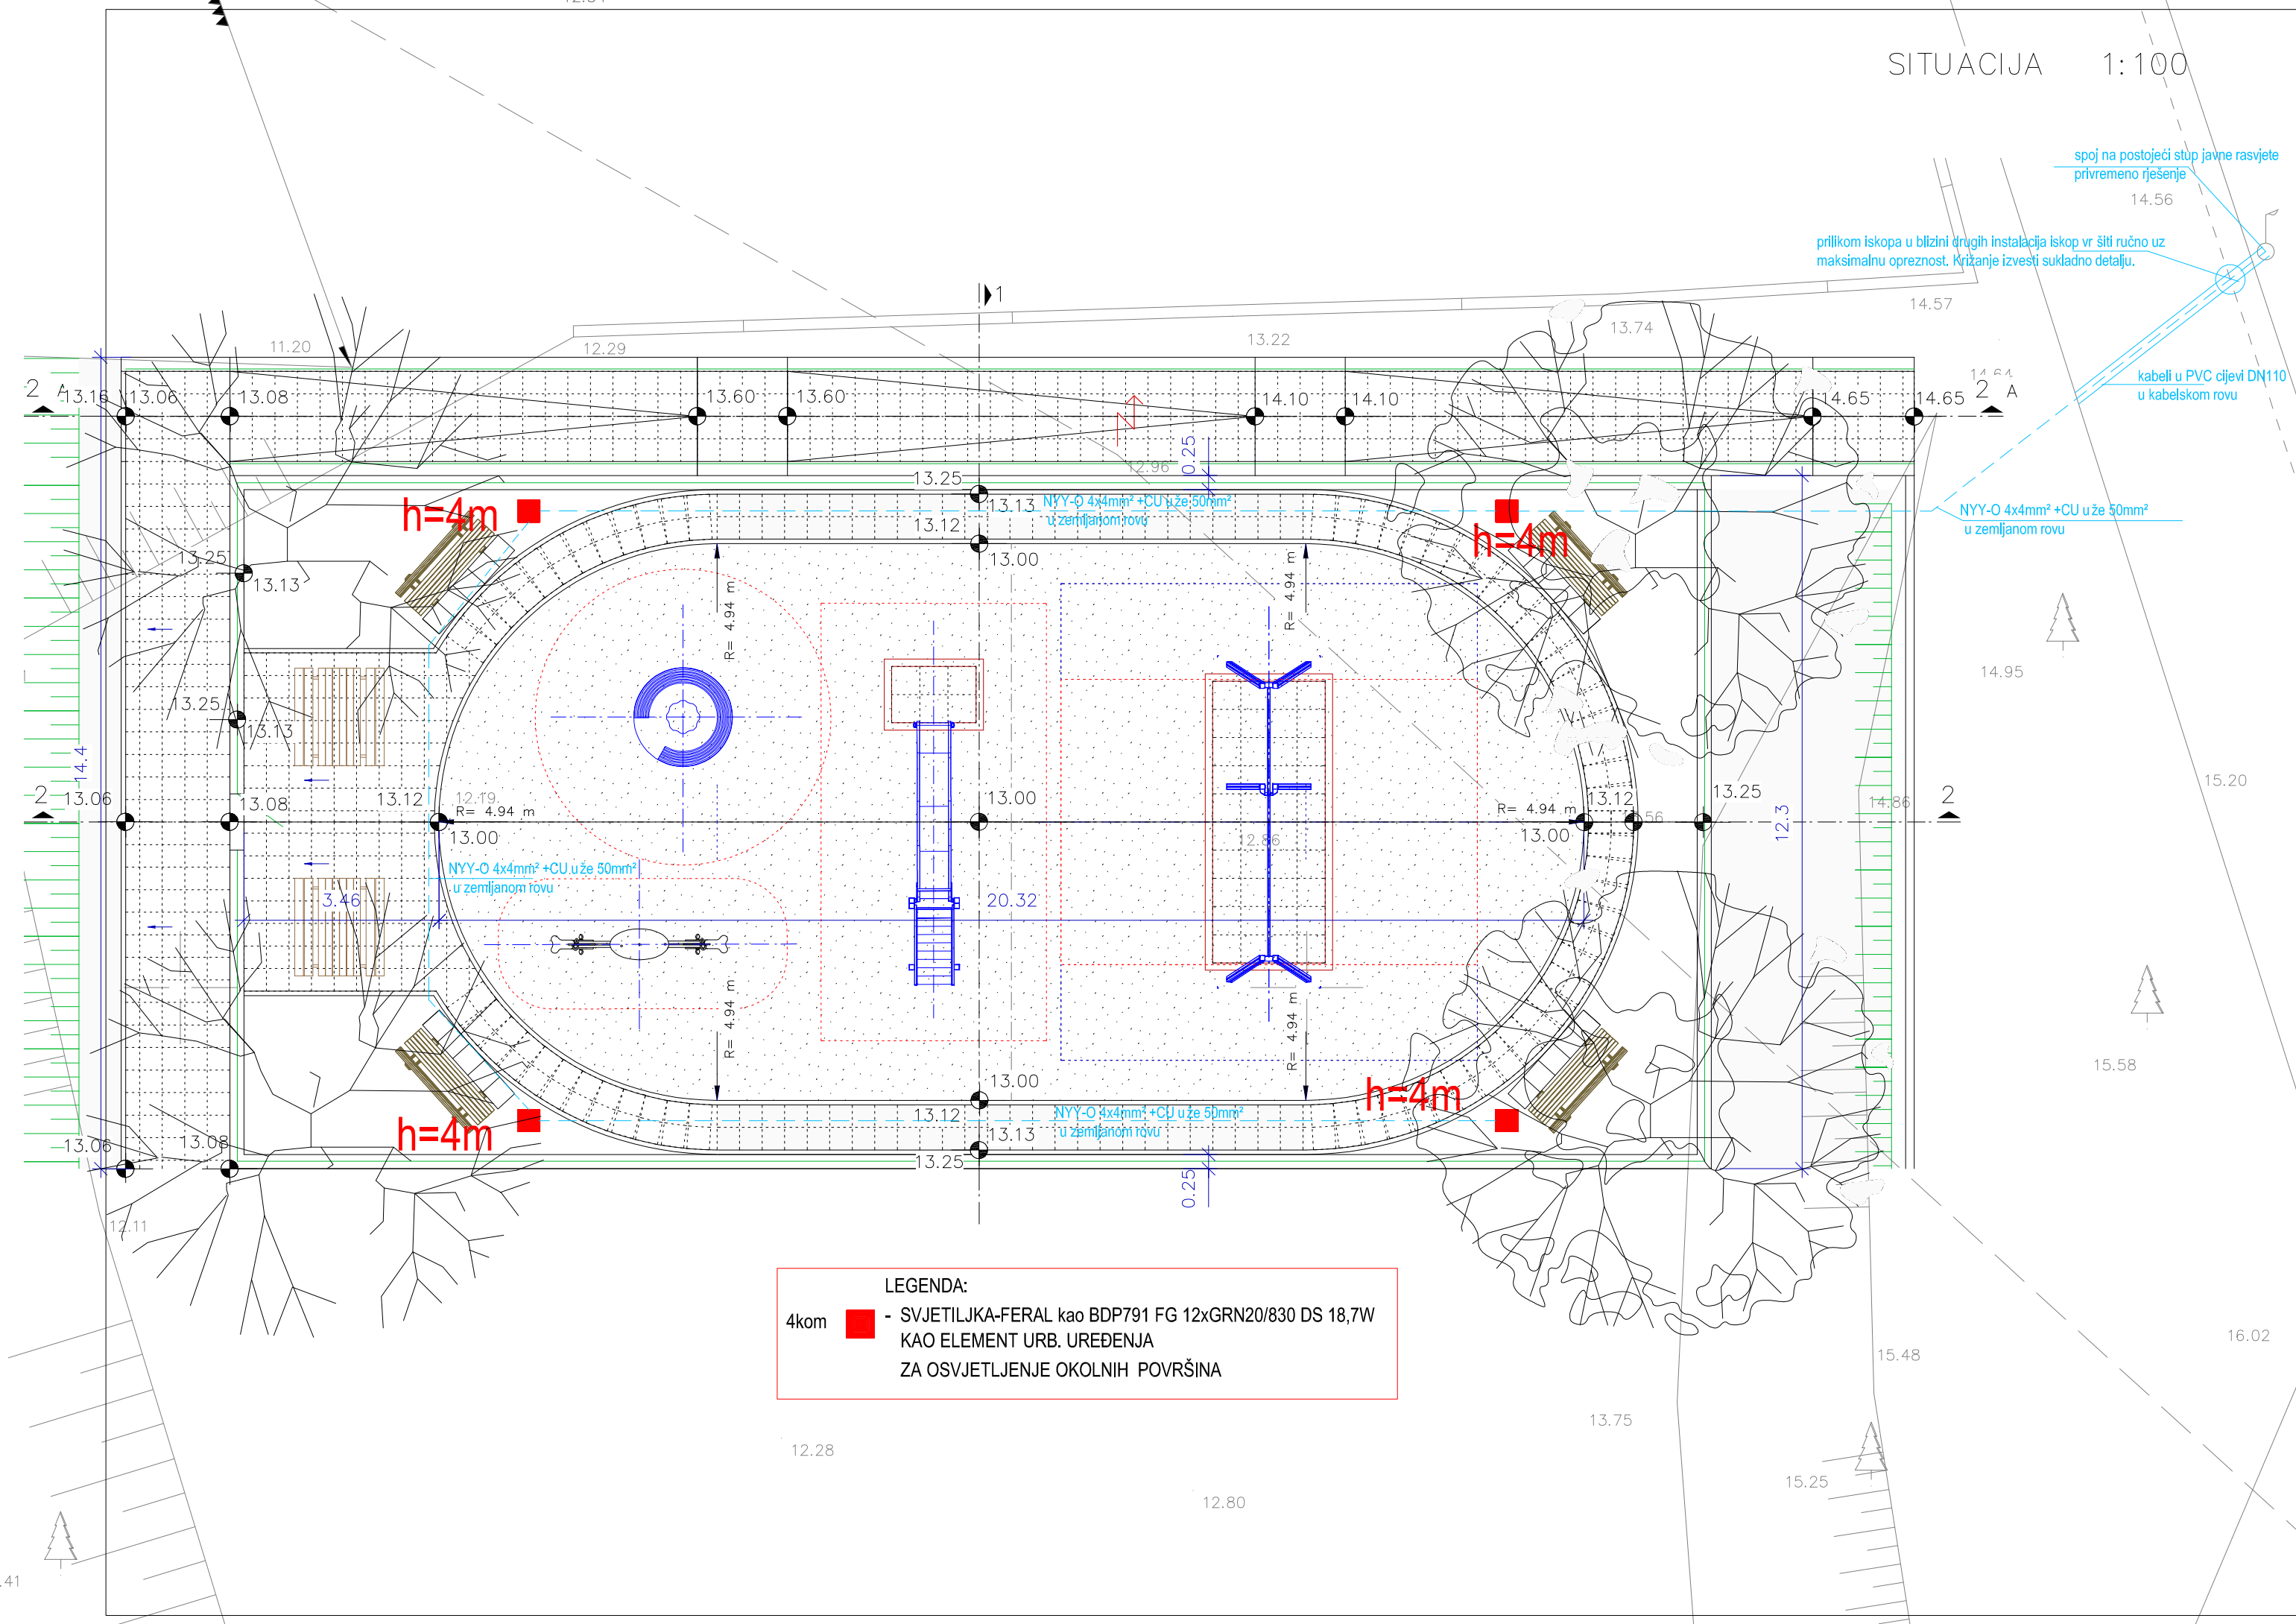 SITUACIJA 1:100
spoj na postojeći stup javne rasvjete
privremeno rješenje
14.56
prilikom iskopa u blizini drugih instalacija iskop vr šiti ručno uz
maksimalnu opreznost. Križanje izvesti sukladno detalju.
1
14.57
13.74
13.22
11.20
12.29
14.64
kabeli u PVC cijevi DN110
u kabelskom rovu
2 A
13.16
13.06
13.08
13.60
13.60
14.10
14.10
14.65
14.65
2 A
0.25
12.96
13.25
13.13
NYY-O 4x4mm² +CU uže 50mm²
u zemljanom rovu
h=4m
h=4m
NYY-O 4x4mm² +CU uže 50mm²
u zemljanom rovu
13.12
13.00
13.25
13.13
R= 4.94 m
R= 4.94 m
14.95
13.25
13.13
14.4
15.20
2
13.06
13.08
13.12
12.19
R= 4.94 m
13.00
13.00
12.86
R= 4.94 m
13.12
13.00
56
13.25
12.3
14.86
2
NYY-O 4x4mm² +CU uže 50mm²
u zemljanom rovu
3.46
20.32
R= 4.94 m
R= 4.94 m
15.58
13.00
h=4m
13.12
NYY-O 4x4mm² +CU uže 50mm²
u zemljanom rovu
h=4m
13.06
13.08
13.13
13.25
0.25
12.11
LEGENDA:
4kom - SVJETILJKA-FERAL kao BDP791 FG 12xGRN20/830 DS 18,7W
KAO ELEMENT URB. UREĐENJA
ZA OSVJETLJENJE OKOLNIH POVRŠINA
16.02
15.48
13.75
12.28
15.25
12.80
.41